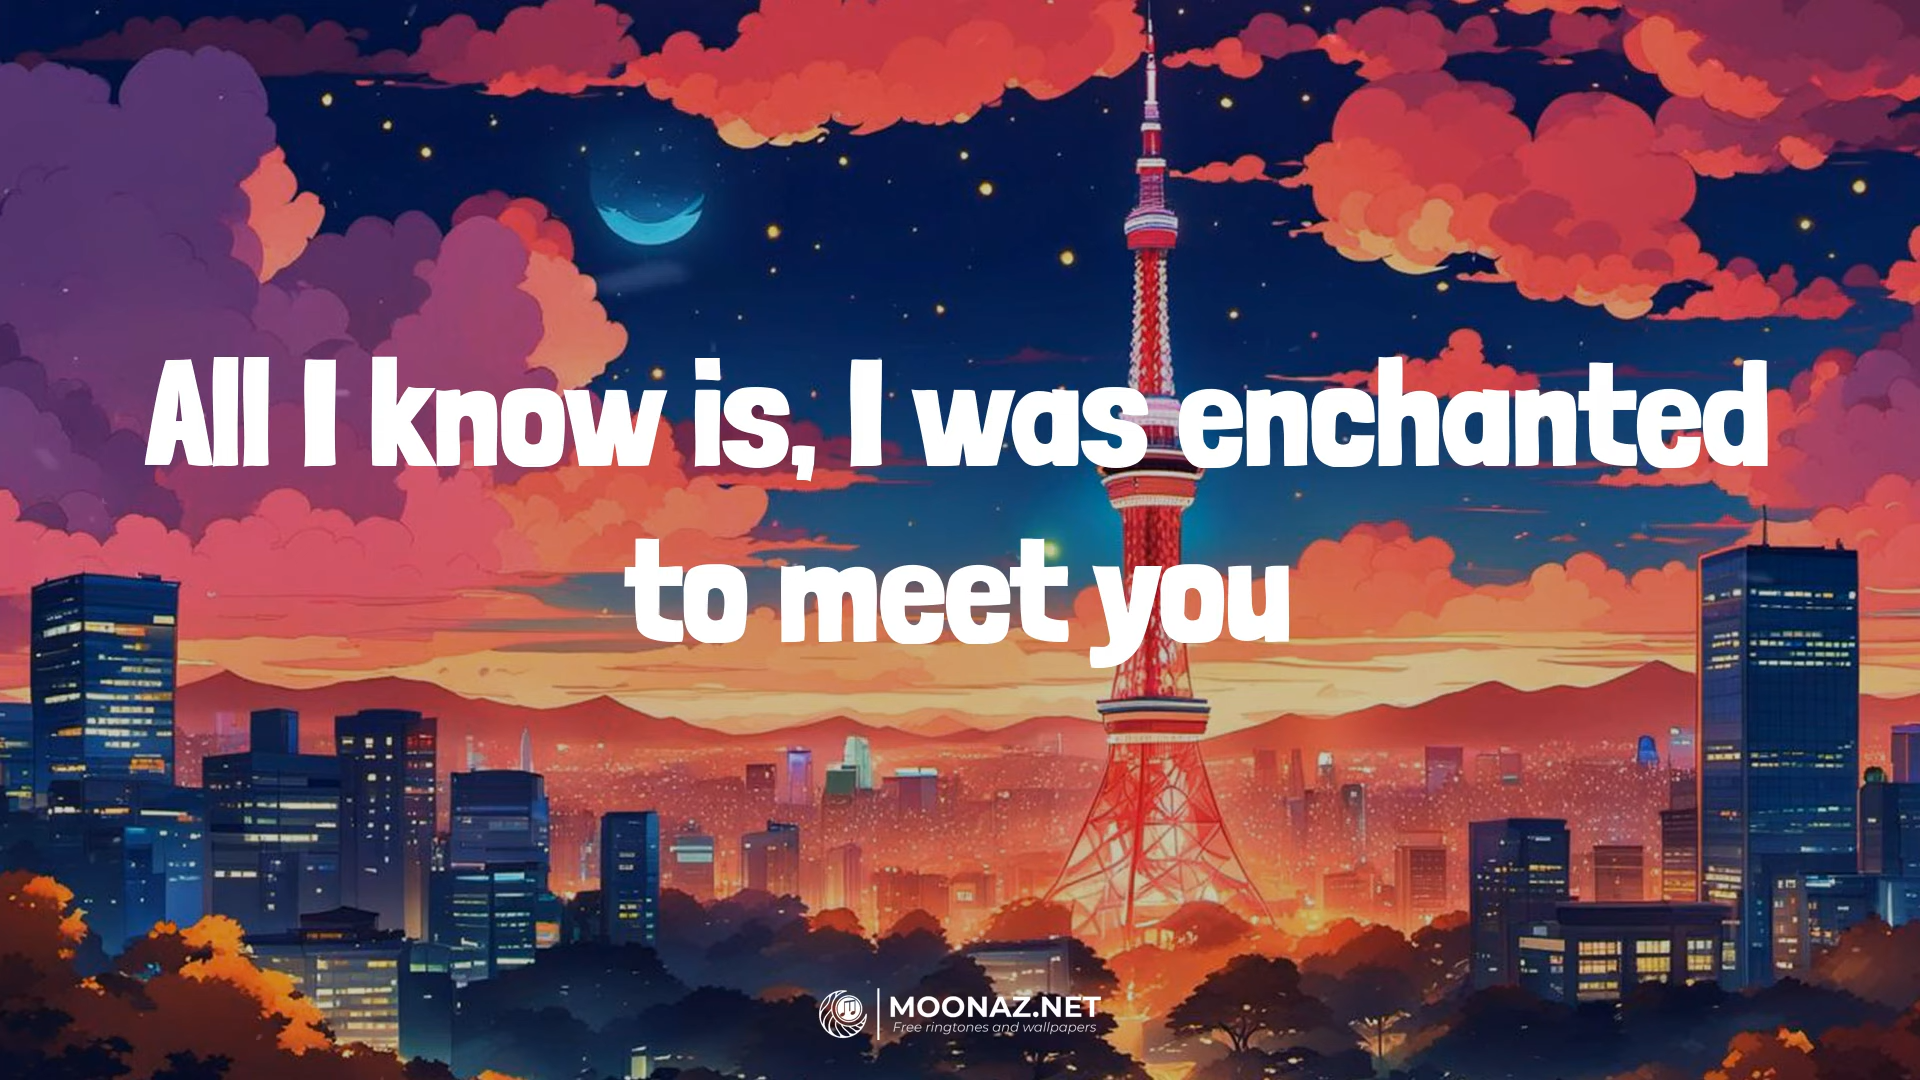 All I know is, I was enchanted
to meet you
MOONAZ.NET
Free ringtones and wallpapers